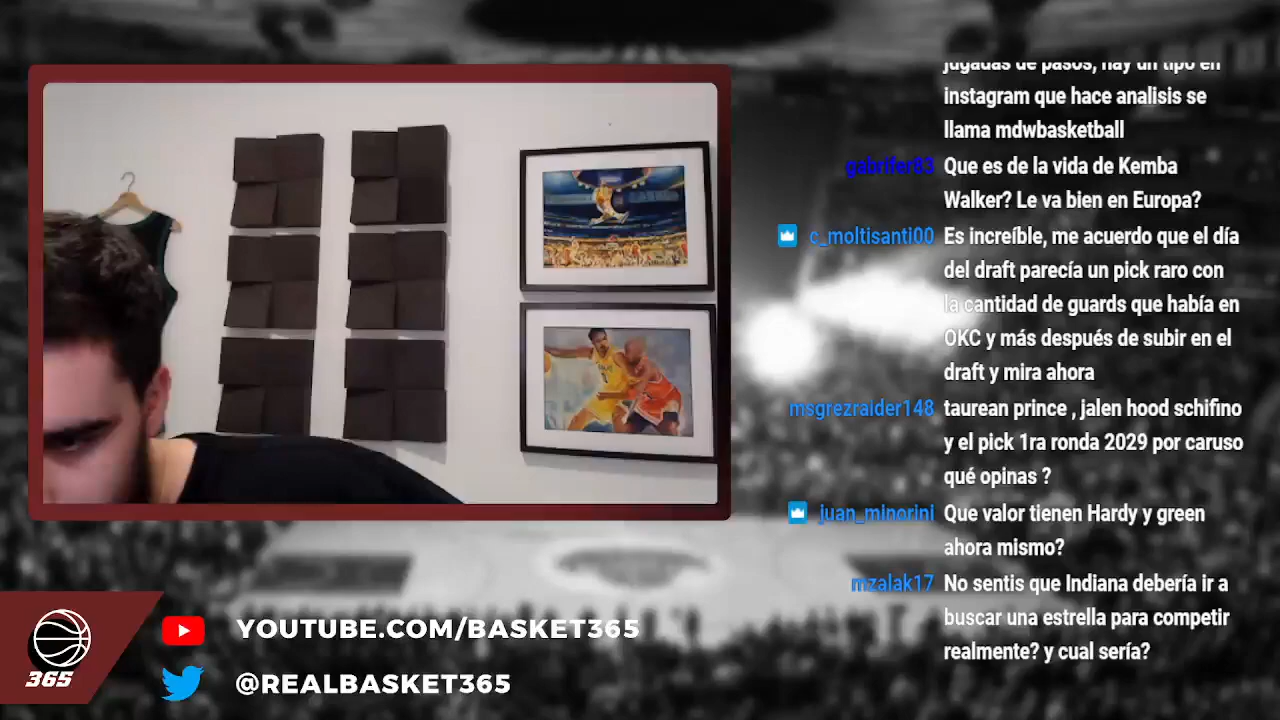 jugadas de pasos, hay un tipo en
instagram que hace analisis se
llama mdwbasketball
gabrifer83 Que es de la vida de Kemba
Walker? Le va bien en Europa?
c_moltisanti00 Es increíble, me acuerdo que el día
del draft parecía un pick raro con
la cantidad de guards que había en
OKC y más después de subir en el
draft y mira ahora
msgrezraider148 taurean prince , jalen hood schifino
y el pick 1ra ronda 2029 por caruso
qué opinas ?
juan_minorini Que valor tienen Hardy y green
ahora mismo?
mzalak17 No sentis que Indiana debería ir a
buscar una estrella para competir
realmente? y cual sería?
365
YOUTUBE.COM/BASKET365
@REALBASKET365